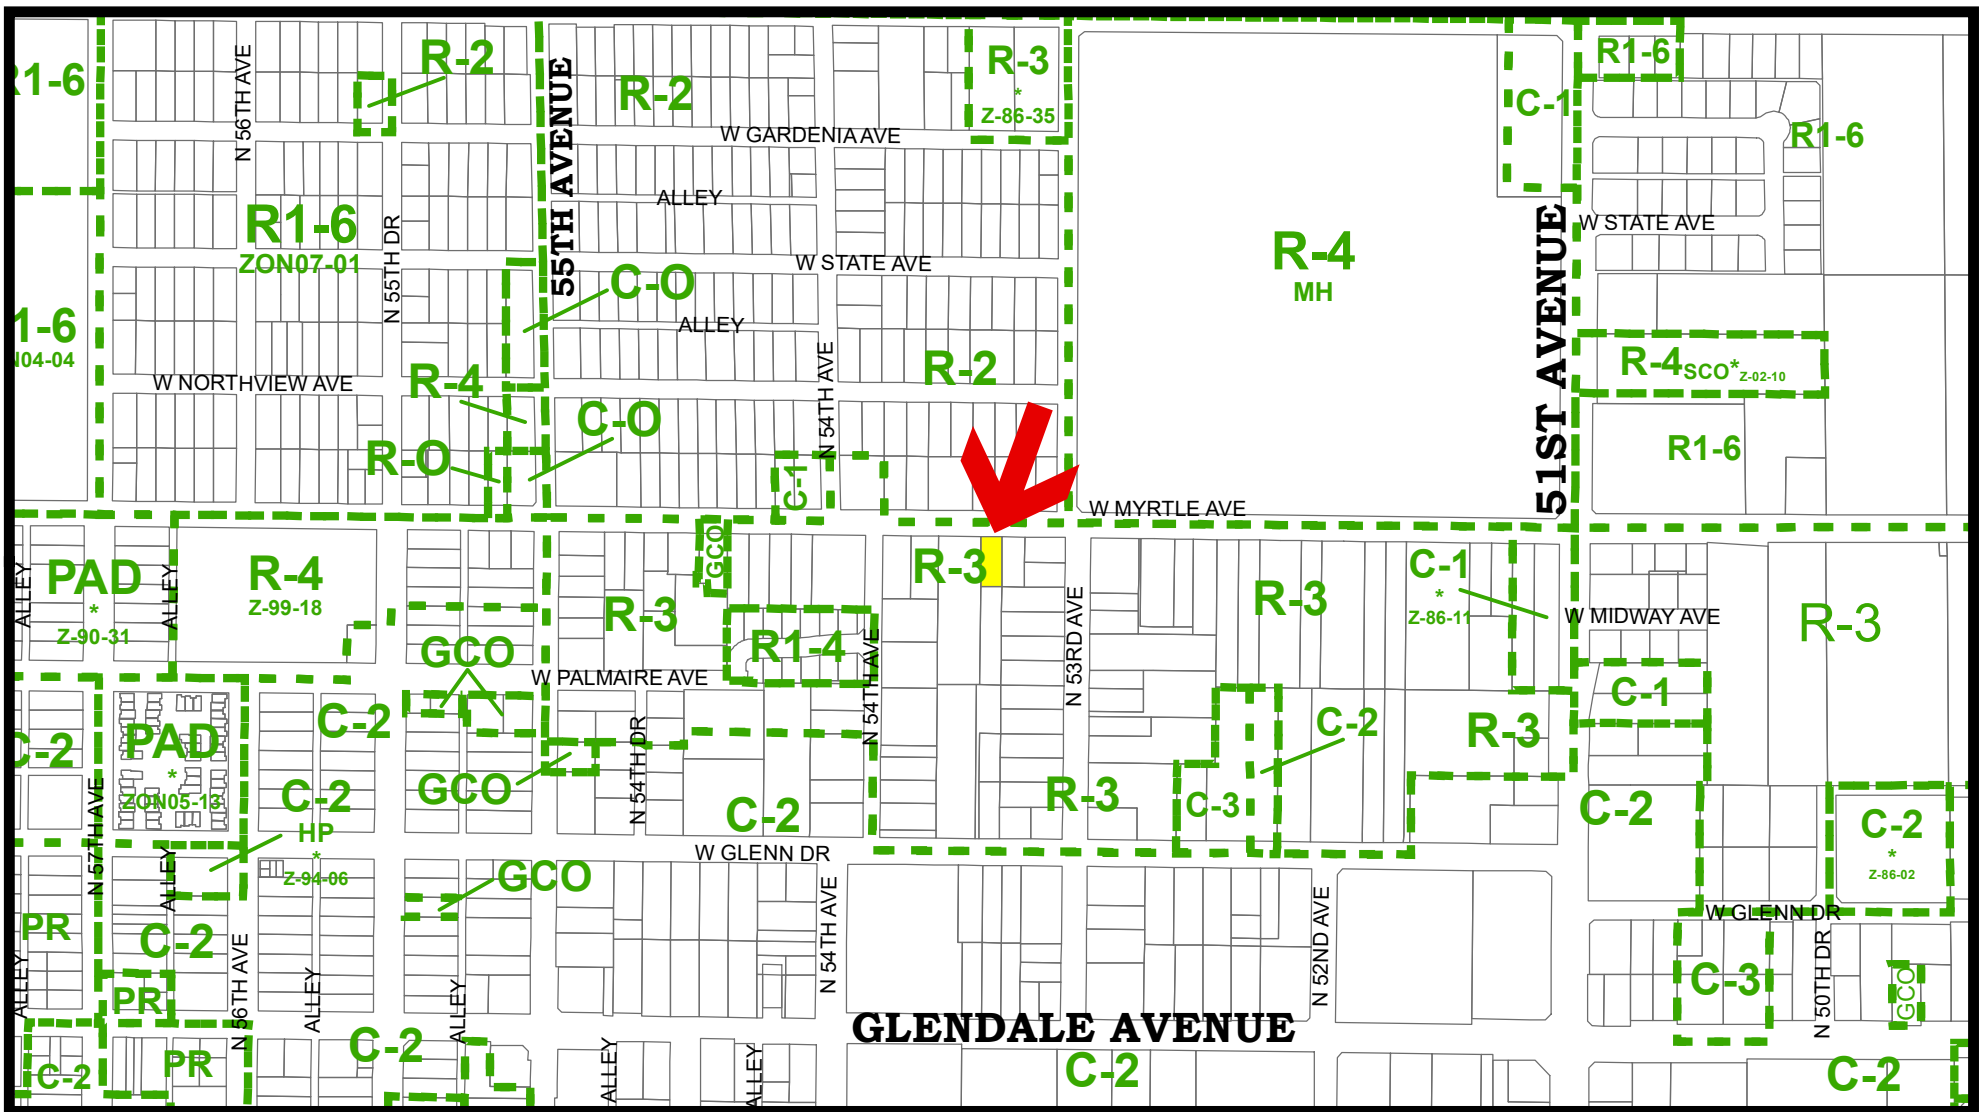 R1-6
N 56TH AVE
R-2
55TH AVENUE
R-2
R-3
*
Z-86-35
C-1
R1-6
W GARDENIA AVE
R1-6
ALLEY
R1-6
ZON07-01
N 55TH DR
W STATE AVE
C-O
ALLEY
R-4
MH
51ST AVENUE
W STATE AVE
1-6
N04-04
W NORTHVIEW AVE
R-4
C-O
R-O
N 54TH AVE
R-2
C-1
R-4 SCO* Z-02-10
R1-6
W MYRTLE AVE
ALLEY
PAD
*
Z-90-31
ALLEY
R-4
Z-99-18
GCO
R-3
R-3
R1-4
N 54TH AVE
N 53RD AVE
R-3
C-1
*
Z-86-11
W MIDWAY AVE
R-3
GCO
W PALMAIRE AVE
C-2
PAD
*
ZON05-13
C-2
N 57TH AVE
C-2
HP
*
Z-94-06
GCO
N 54TH DR
C-2
R-3
C-3
C-2
R-3
C-1
C-2
C-2
*
Z-86-02
W GLENN DR
ALLEY
GCO
PR
C-2
ALLEY
PR
N 56TH AVE
ALLEY
ALLEY
N 54TH AVE
N 52ND AVE
W GLENN DR
C-3
N 50TH DR
GCO
GLENDALE AVENUE
C-2
PR
C-2
ALLEY
ALLEY
C-2
C-2